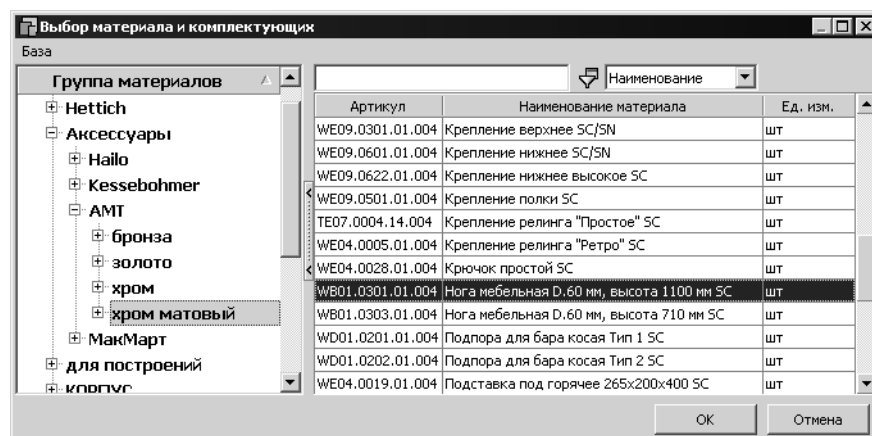 Выбор материала и комплектующих
База
Группа материалов
Hettich
Аксессуары
Hailo
Kessebohmer
АМТ
бронза
золото
хром
хром матовый
МакМарт
для построений
КОРПУС
Наименование
Артикул Наименование материала Ед. изм.
WE09.0301.01.004 Крепление верхнее SC/SN шт
WE09.0601.01.004 Крепление нижнее SC/SN шт
WE09.0622.01.004 Крепление нижнее высокое SC шт
WE09.0501.01.004 Крепление полки SC шт
TE07.0004.14.004 Крепление релинга "Простое" SC шт
WE04.0005.01.004 Крепление релинга "Ретро" SC шт
WE04.0028.01.004 Крючок простой SC шт
WB01.0301.01.004 Нога мебельная D.60 мм, высота 1100 мм SC шт
WB01.0303.01.004 Нога мебельная D.60 мм, высота 710 мм SC шт
WD01.0201.01.004 Подпора для бара косая Тип 1 SC шт
WD01.0202.01.004 Подпора для бара косая Тип 2 SC шт
WE04.0019.01.004 Подставка под горячее 265x200x400 SC шт
OK Отмена